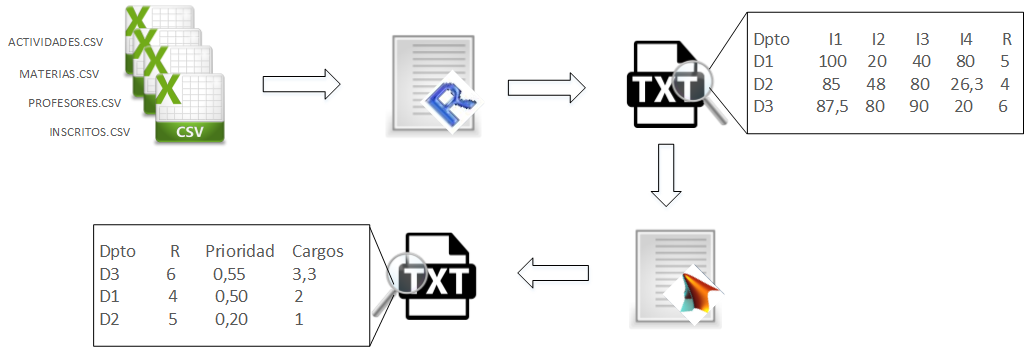 ACTIVIDADES.CSV
MATERIAS.CSV
PROFESORES.CSV
INSCRITOS.CSV
CSV
R
TXT
Dpto I1 I2 I3 I4 R
D1 100 20 40 80 5
D2 85 48 80 26,3 4
D3 87,5 80 90 20 6
Dpto R Prioridad Cargos
D3 6 0,55 3,3
D1 4 0,50 2
D2 5 0,20 1
TXT